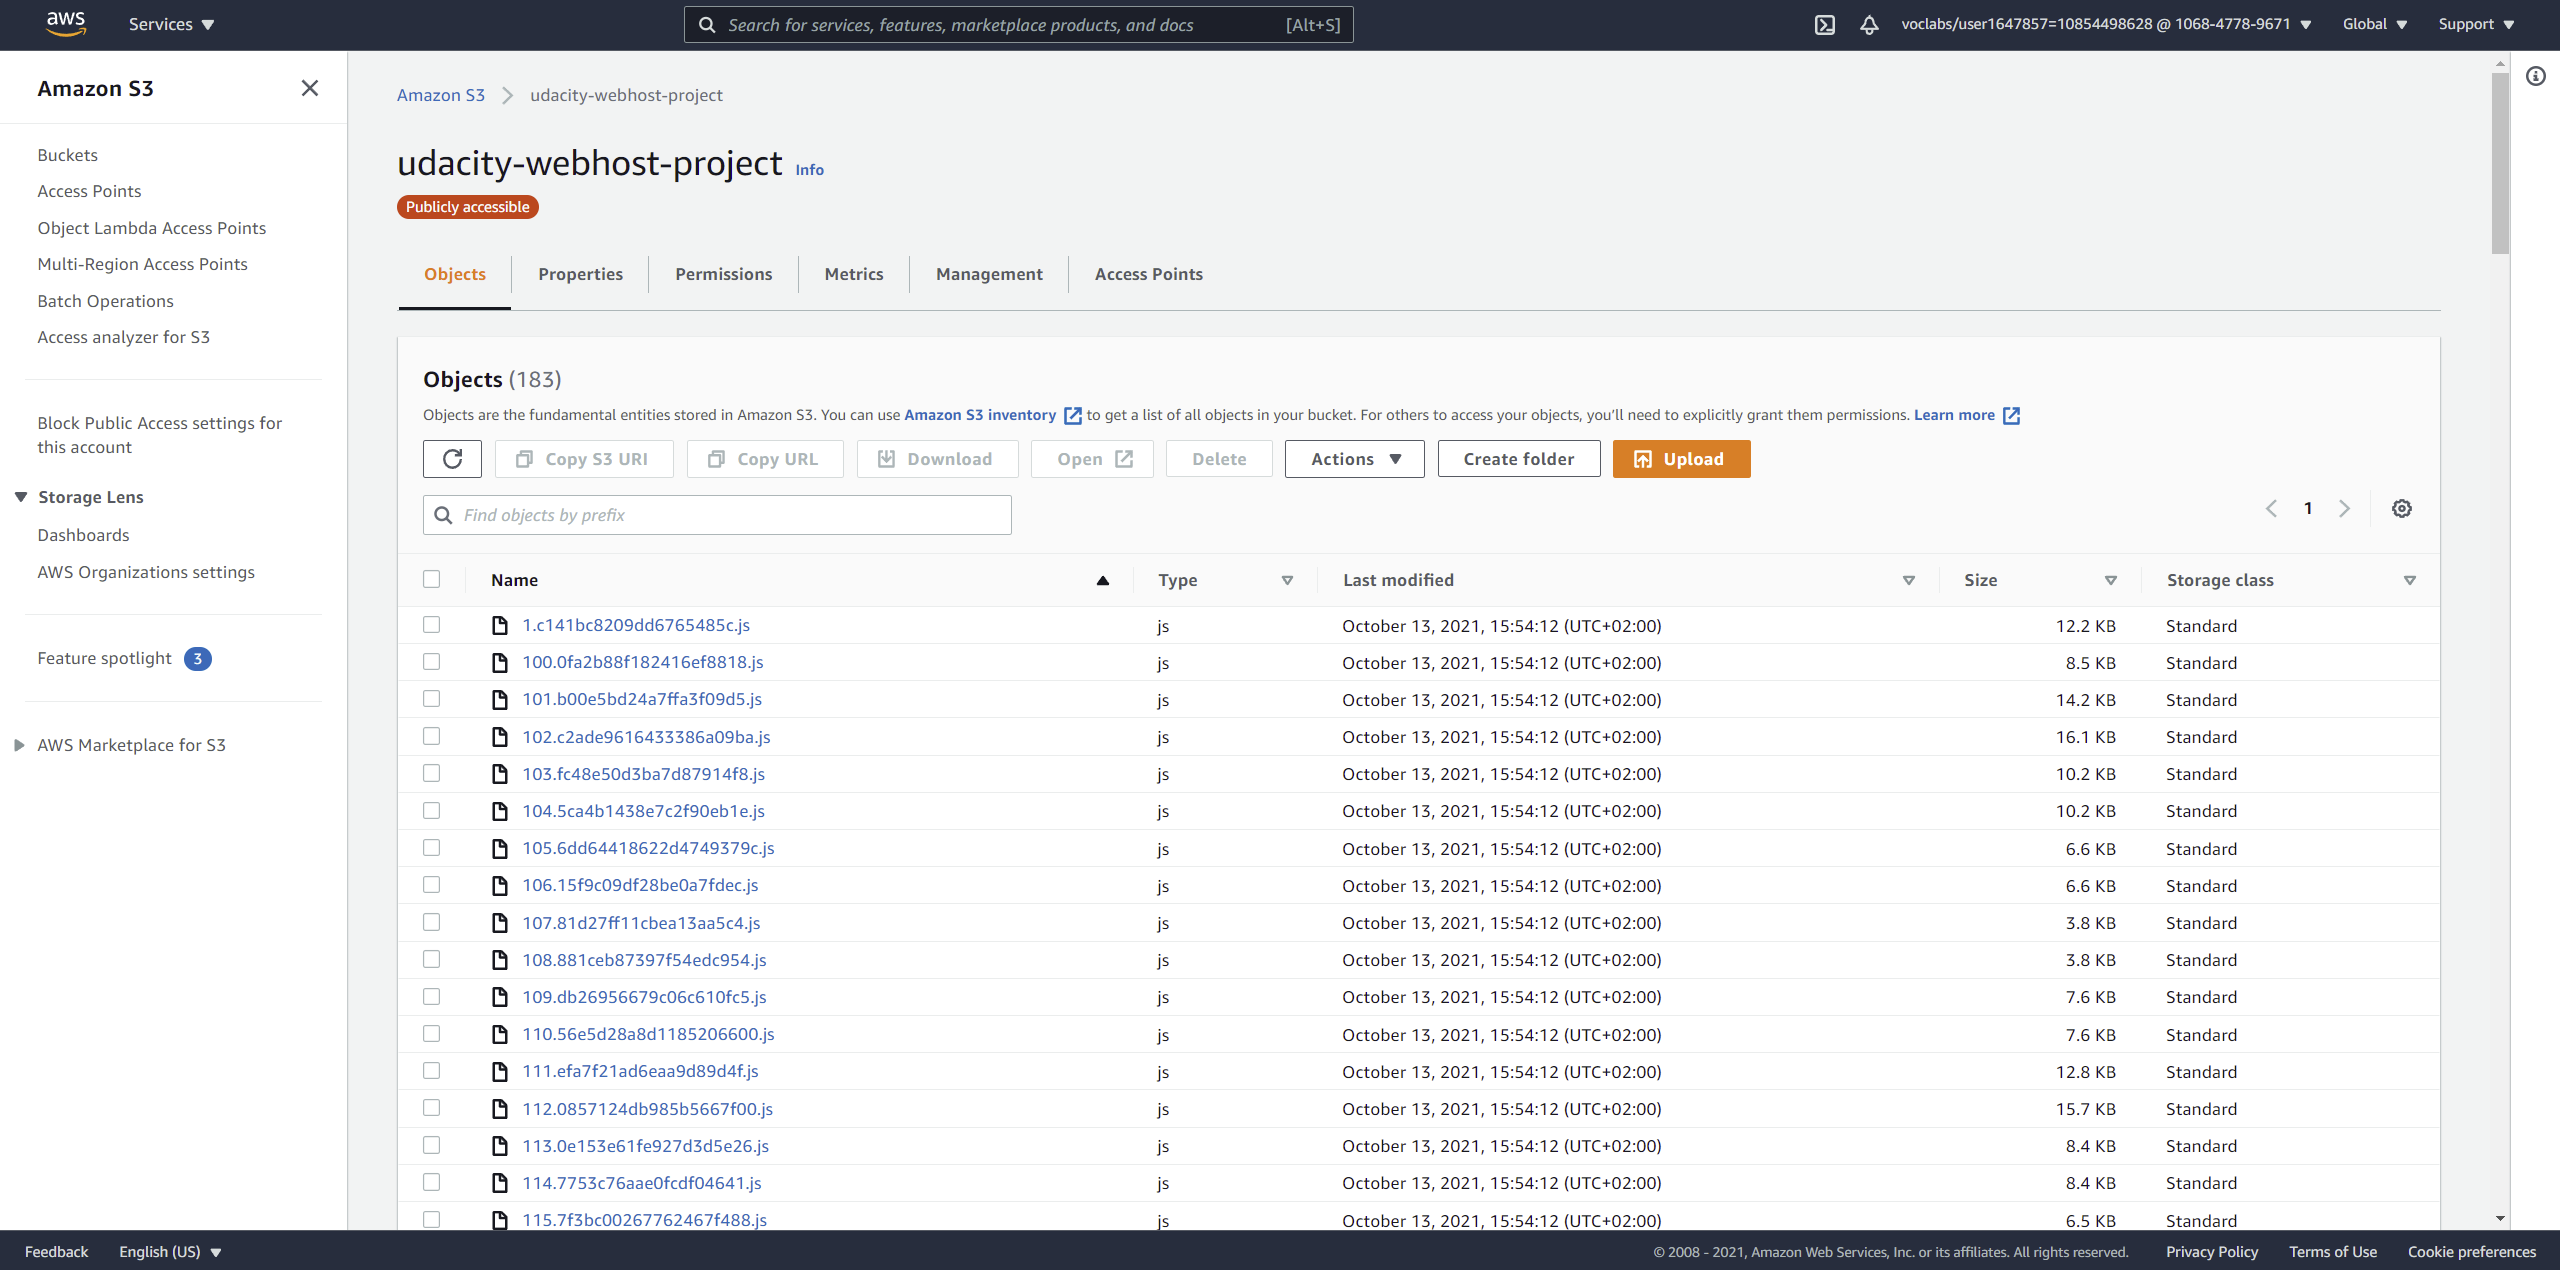 aws Services Search for services, features, marketplace products, and docs [Alt+S] voclabs/user1647857=10854498628 @ 1068-4778-9671 Global Support
Amazon S3
Buckets
Access Points
Object Lambda Access Points
Multi-Region Access Points
Batch Operations
Access analyzer for S3
Block Public Access settings for
this account
Storage Lens
Dashboards
AWS Organizations settings
Feature spotlight 3
AWS Marketplace for S3
Amazon S3 udacity-webhost-project
udacity-webhost-project Info
Publicly accessible
Objects Properties Permissions Metrics Management Access Points
Objects (183)
Objects are the fundamental entities stored in Amazon S3. You can use Amazon S3 inventory to get a list of all objects in your bucket. For others to access your objects, you'll need to explicitly grant them permissions. Learn more
Copy S3 URI Copy URL Download Open Delete Actions Create folder Upload
Find objects by prefix 1
Name Type Last modified Size Storage class
1.c141bc8209dd6765485c.js js October 13, 2021, 15:54:12 (UTC+02:00) 12.2 KB Standard
100.0fa2b88f182416ef8818.js js October 13, 2021, 15:54:12 (UTC+02:00) 8.5 KB Standard
101.b00e5bd24a7ffa3f09d5.js js October 13, 2021, 15:54:12 (UTC+02:00) 14.2 KB Standard
102.c2ade9616433386a09ba.js js October 13, 2021, 15:54:12 (UTC+02:00) 16.1 KB Standard
103.fc48e50d3ba7d87914f8.js js October 13, 2021, 15:54:12 (UTC+02:00) 10.2 KB Standard
104.5ca4b1438e7c2f90eb1e.js js October 13, 2021, 15:54:12 (UTC+02:00) 10.2 KB Standard
105.6dd64418622d4749379c.js js October 13, 2021, 15:54:12 (UTC+02:00) 6.6 KB Standard
106.15f9c09df28be0a7fdec.js js October 13, 2021, 15:54:12 (UTC+02:00) 6.6 KB Standard
107.81d27ff11cbea13aa5c4.js js October 13, 2021, 15:54:12 (UTC+02:00) 3.8 KB Standard
108.881ceb87397f54edc954.js js October 13, 2021, 15:54:12 (UTC+02:00) 3.8 KB Standard
109.db26956679c06c610fc5.js js October 13, 2021, 15:54:12 (UTC+02:00) 7.6 KB Standard
110.56e5d28a8d1185206600.js js October 13, 2021, 15:54:12 (UTC+02:00) 7.6 KB Standard
111.efa7f21ad6eaa9d89d4f.js js October 13, 2021, 15:54:12 (UTC+02:00) 12.8 KB Standard
112.0857124db985b5667f00.js js October 13, 2021, 15:54:12 (UTC+02:00) 15.7 KB Standard
113.0e153e61fe927d3d5e26.js js October 13, 2021, 15:54:12 (UTC+02:00) 8.4 KB Standard
114.7753c76aae0fcdf04641.js js October 13, 2021, 15:54:12 (UTC+02:00) 8.4 KB Standard
115.7f3bc00267762467f488.js js October 13, 2021, 15:54:12 (UTC+02:00) 6.5 KB Standard
Feedback English (US) © 2008 - 2021, Amazon Web Services, Inc. or its affiliates. All rights reserved. Privacy Policy Terms of Use Cookie preferences